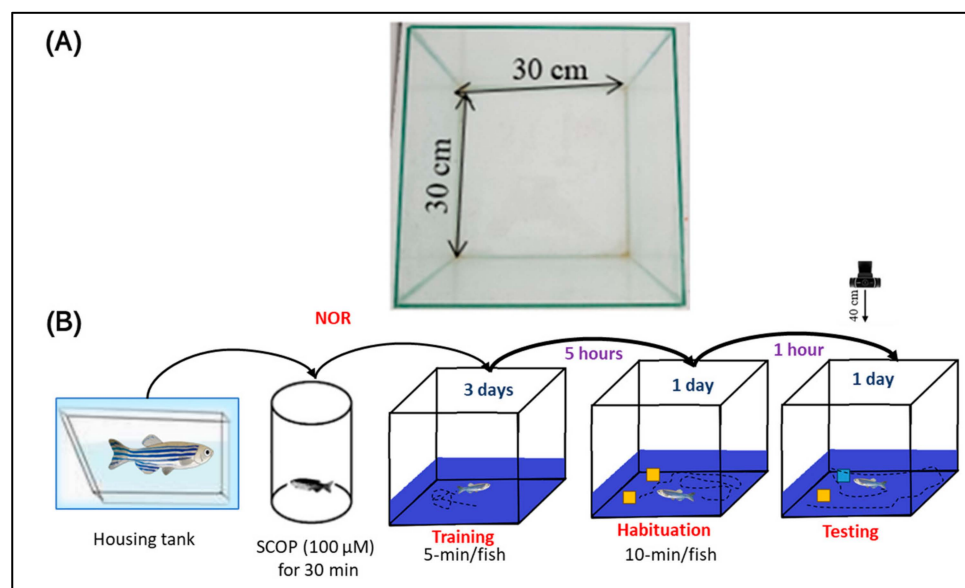 (A)
30 cm
30 cm
(B)
NOR
40 cm
5 hours
1 hour
3 days
1 day
1 day
Housing tank
SCOP (100 µM)
for 30 min
Training
5-min/fish
Habituation
10-min/fish
Testing